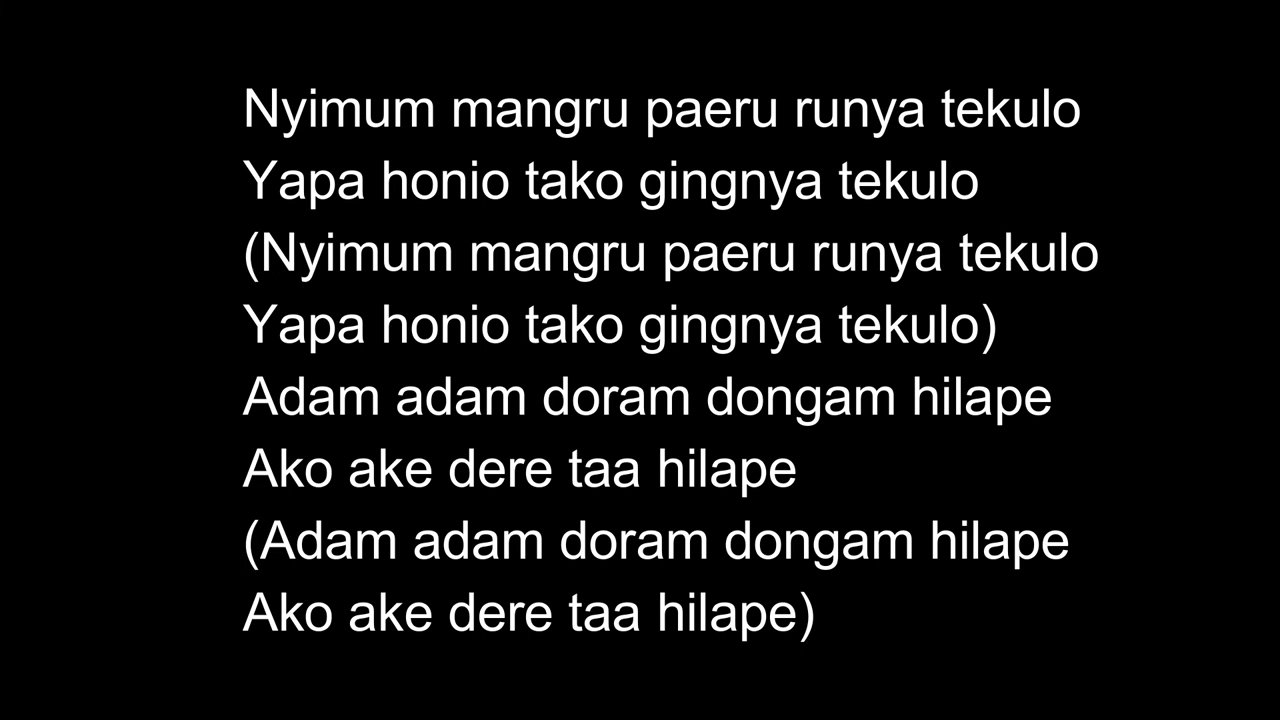 Nyimum mangru paeru runya tekulo
Yapa honio tako gingnya tekulo
(Nyimum mangru paeru runya tekulo
Yapa honio tako gingnya tekulo)
Adam adam doram dongam hilape
Ako ake dere taa hilape
(Adam adam doram dongam hilape
Ako ake dere taa hilape)